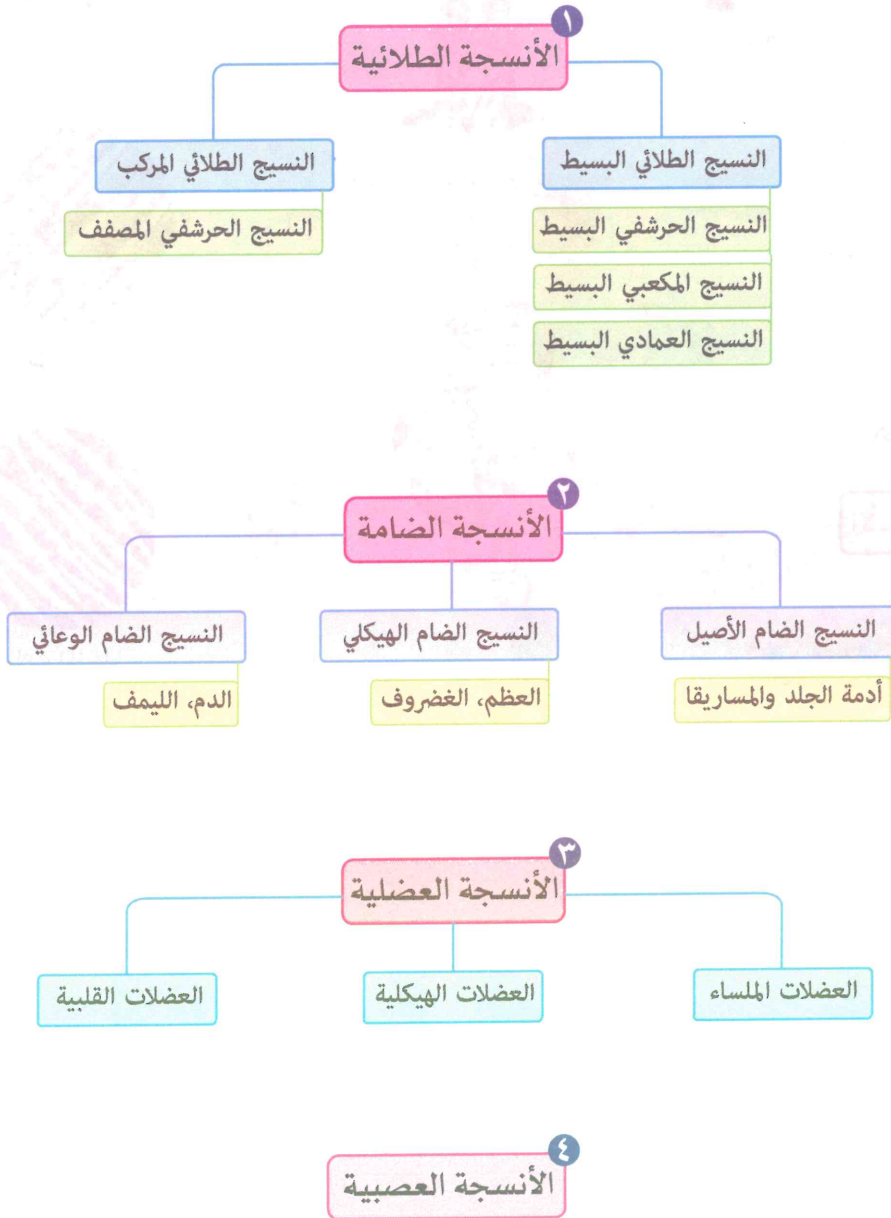 ١
الأنسجة الطلائية
النسيج الطلائي البسيط
النسيج الحرشفي البسيط
النسيج المكعبي البسيط
النسيج العمادي البسيط
النسيج الطلائي المركب
النسيج الحرشفي المصفف
٢
الأنسجة الضامة
النسيج الضام الأصيل
أدمة الجلد والمساريقا
النسيج الضام الهيكلي
العظم، الغضروف
النسيج الضام الوعائي
الدم، الليمف
٣
الأنسجة العضلية
العضلات الملساء
العضلات الهيكلية
العضلات القلبية
٤
الأنسجة العصبية